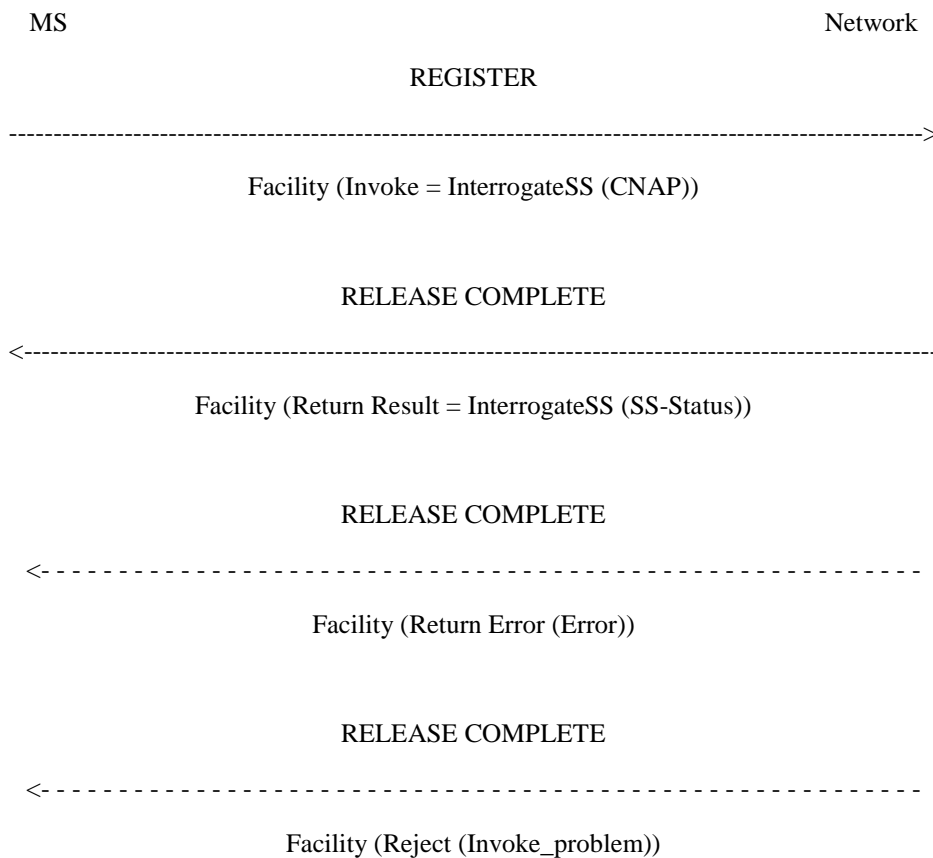 MS Network
REGISTER
------------------------------------------------------------------------------------------------------->
Facility (Invoke = InterrogateSS (CNAP))
RELEASE COMPLETE
<-------------------------------------------------------------------------------------------------------
Facility (Return Result = InterrogateSS (SS-Status))
RELEASE COMPLETE
<- - - - - - - - - - - - - - - - - - - - - - - - - - - - - - - - - - - - - - - - - - - - - - - - - - - - - - - - -
Facility (Return Error (Error))
RELEASE COMPLETE
<- - - - - - - - - - - - - - - - - - - - - - - - - - - - - - - - - - - - - - - - - - - - - - - - - - - - - - - - -
Facility (Reject (Invoke_problem))